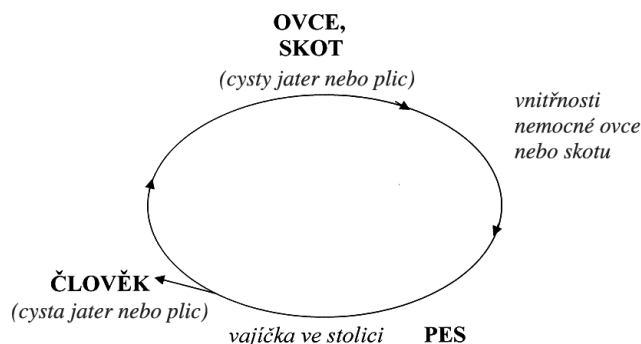 OVCE,
SKOT
(cysty jater nebo plic)
vnitřnosti
nemocné ovce
nebo skotu
ČLOVĚK
(cysta jater nebo plic)
vajíčka ve stolici PES